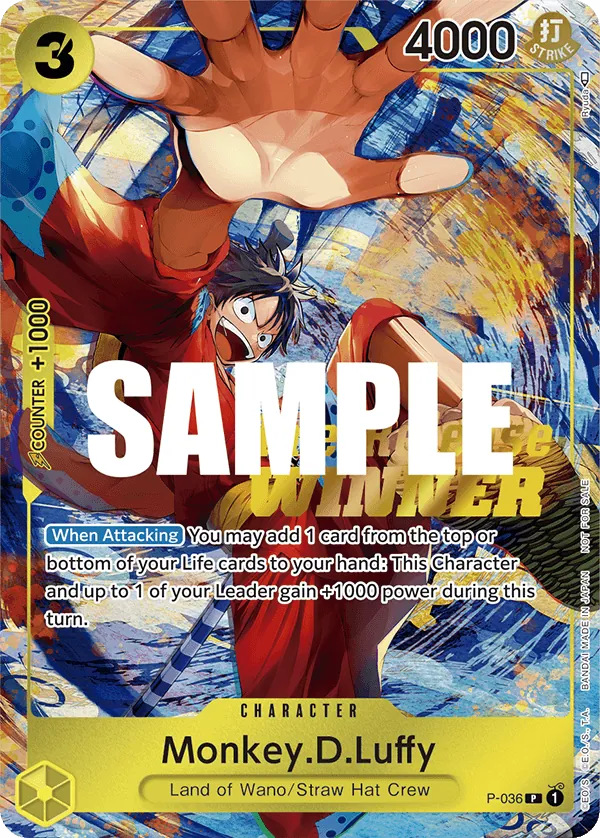 3
4000
打
STRIKE
Ryuda
COUNTER +1000
SAMPLE
WINNER
When Attacking You may add 1 card from the top or
bottom of your Life cards to your hand: This Character
and up to 1 of your Leader gain +1000 power during this
turn.
CHARACTER
Monkey.D.Luffy
Land of Wano/Straw Hat Crew
P-036 P 1
©E.O/S. ©E.O./S., T.A. BANDAI MADE IN JAPAN NOT FOR SALE